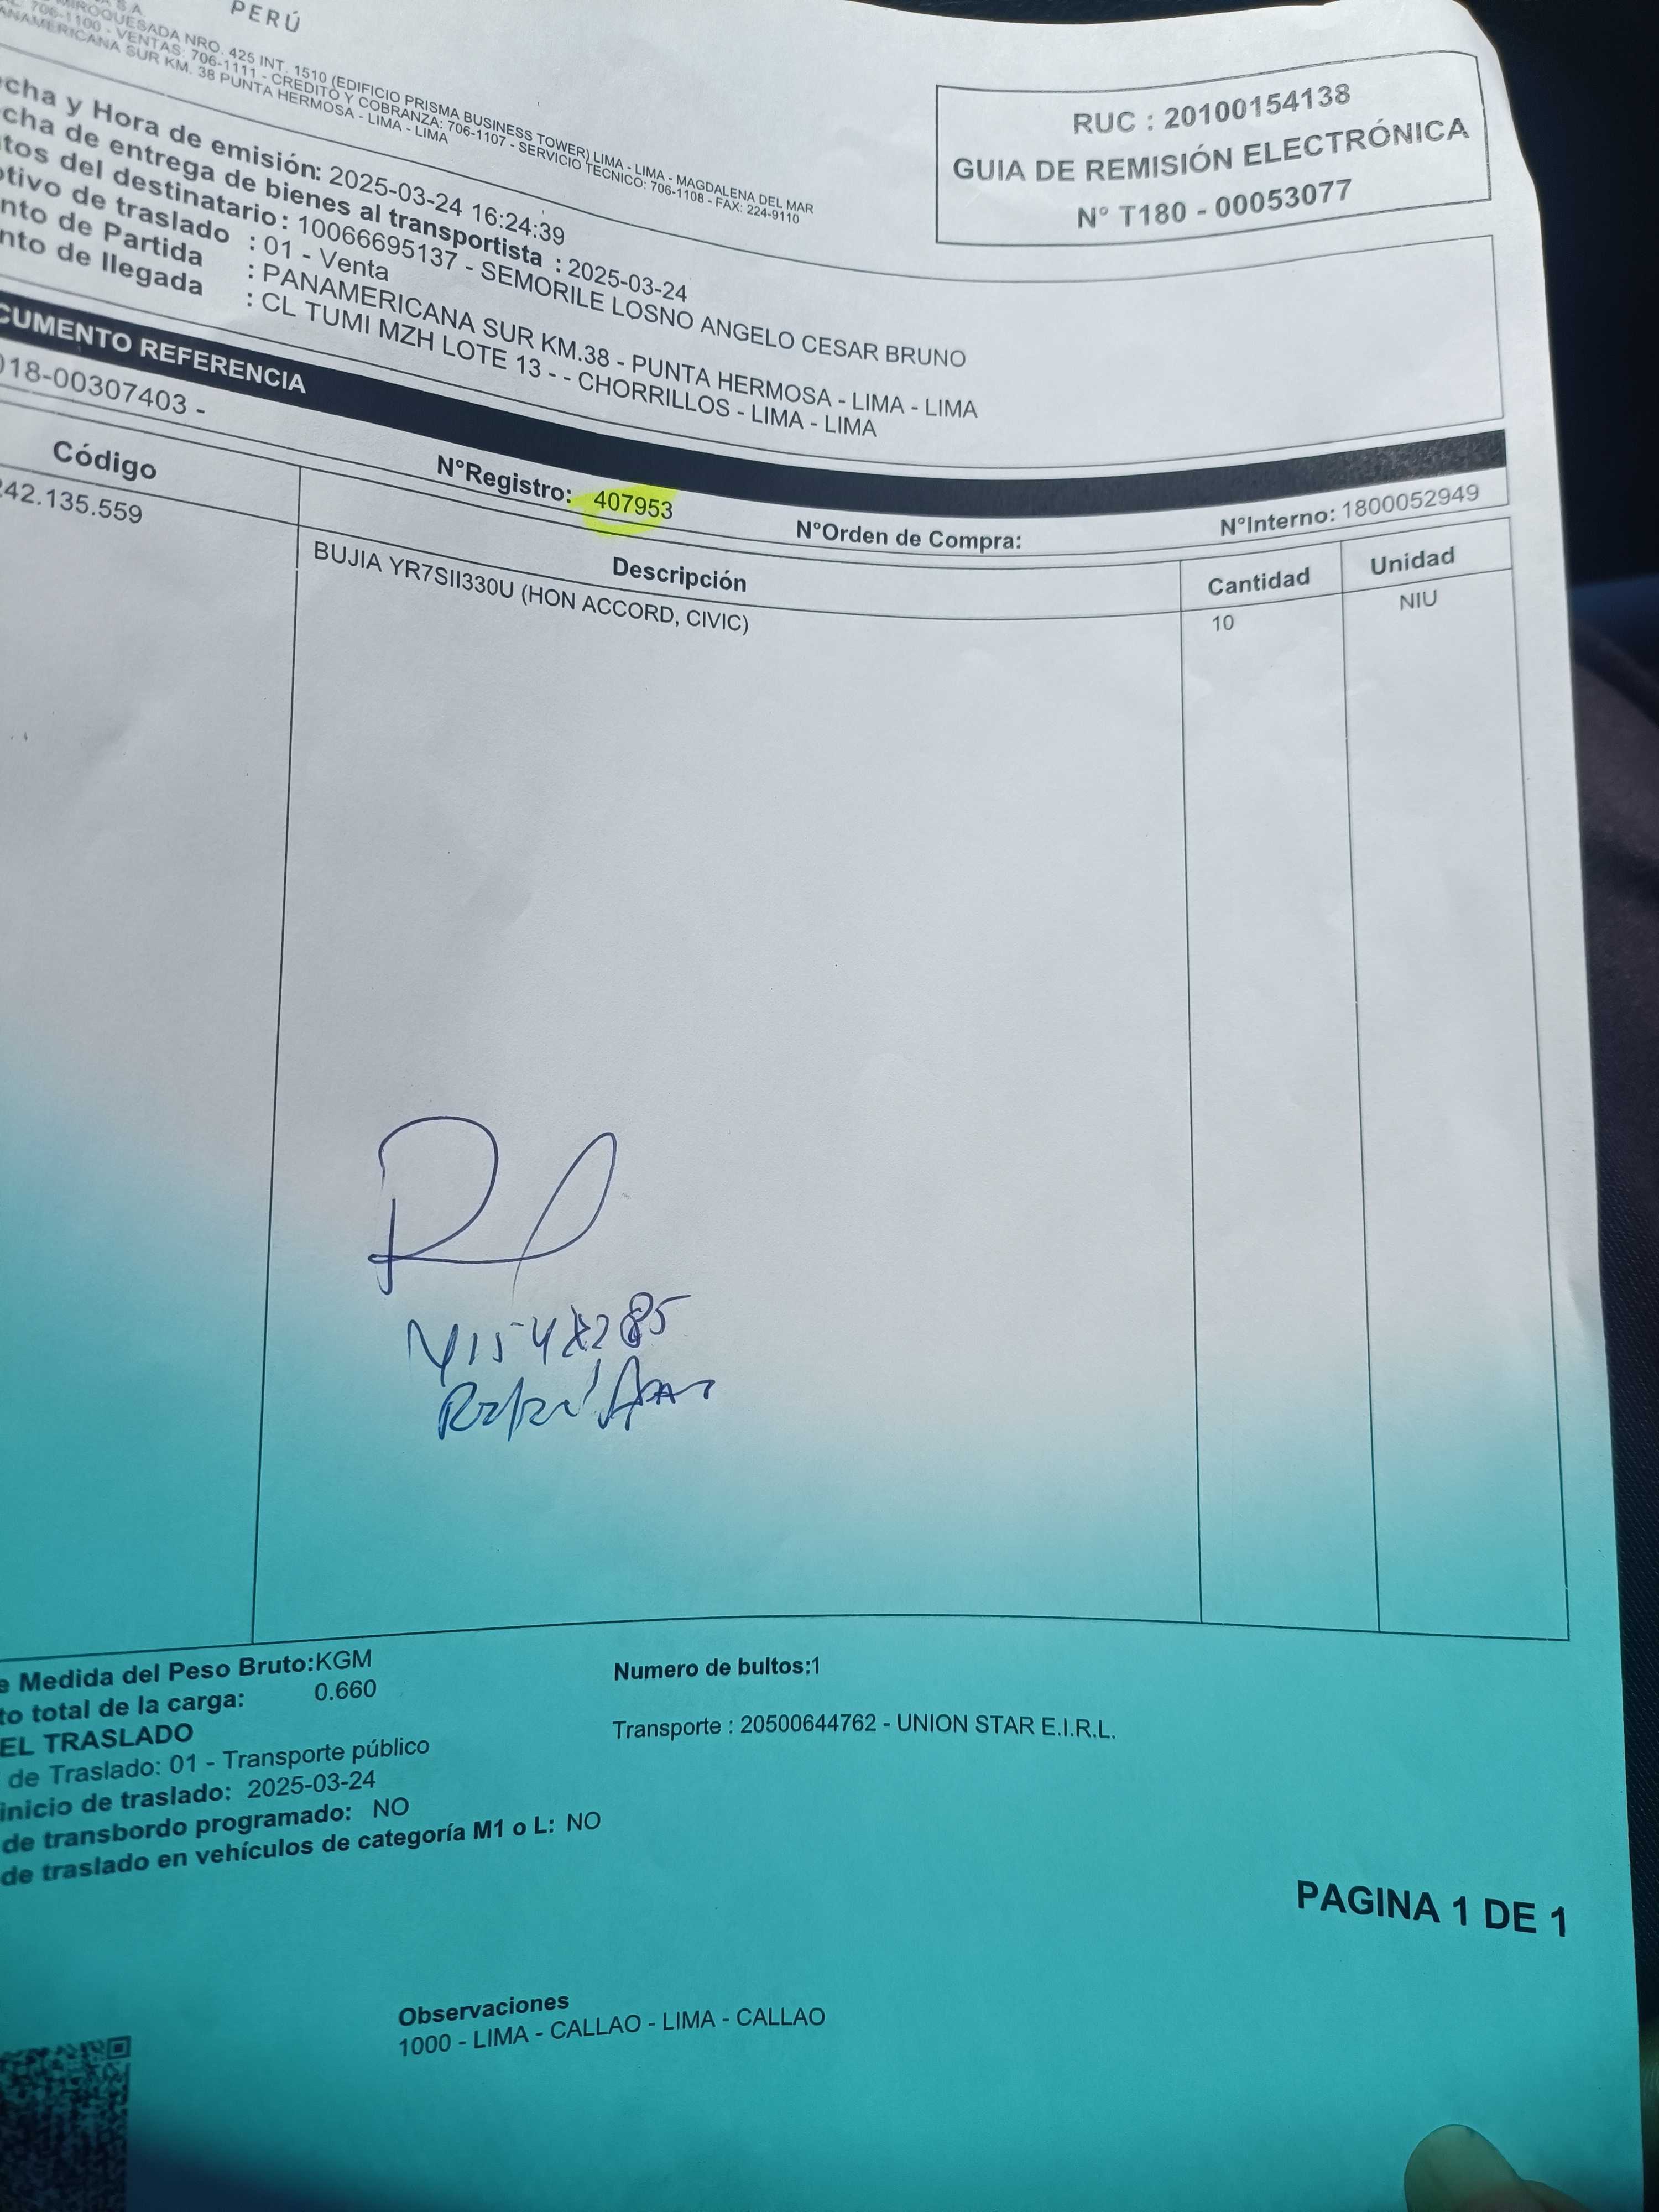 PERÚ
S.A.
MIROQUESADA NRO. 425 INT. 1510 (EDIFICIO PRISMA BUSINESS TOWER) LIMA - LIMA - MAGDALENA DEL MAR
706-1100 - VENTAS: 706-1111 - CREDITO Y COBRANZA: 706-1107 - SERVICIO TECNICO: 706-1108 - FAX: 224-9110
PANAMERICANA SUR KM. 38 PUNTA HERMOSA - LIMA - LIMA
RUC : 20100154138
GUIA DE REMISIÓN ELECTRÓNICA
N° T180 - 00053077
echa y Hora de emisión: 2025-03-24 16:24:39
cha de entrega de bienes al transportista : 2025-03-24
tos del destinatario : 10066695137 - SEMORILE LOSNO ANGELO CESAR BRUNO
otivo de traslado : 01 - Venta
nto de Partida : PANAMERICANA SUR KM.38 - PUNTA HERMOSA - LIMA - LIMA
nto de llegada : CL TUMI MZH LOTE 13 - - CHORRILLOS - LIMA - LIMA
CUMENTO REFERENCIA
018-00307403 -
N°Registro: 407953
N°Orden de Compra:
N°Interno: 1800052949
Código Descripción Cantidad Unidad
242.135.559 BUJIA YR7SII330U (HON ACCORD, CIVIC) 10 NIU
e Medida del Peso Bruto:KGM
to total de la carga: 0.660
Numero de bultos:1
EL TRASLADO
Transporte : 20500644762 - UNION STAR E.I.R.L.
de Traslado: 01 - Transporte público
inicio de traslado: 2025-03-24
de transbordo programado: NO
de traslado en vehículos de categoría M1 o L: NO
PAGINA 1 DE 1
Observaciones
1000 - LIMA - CALLAO - LIMA - CALLAO